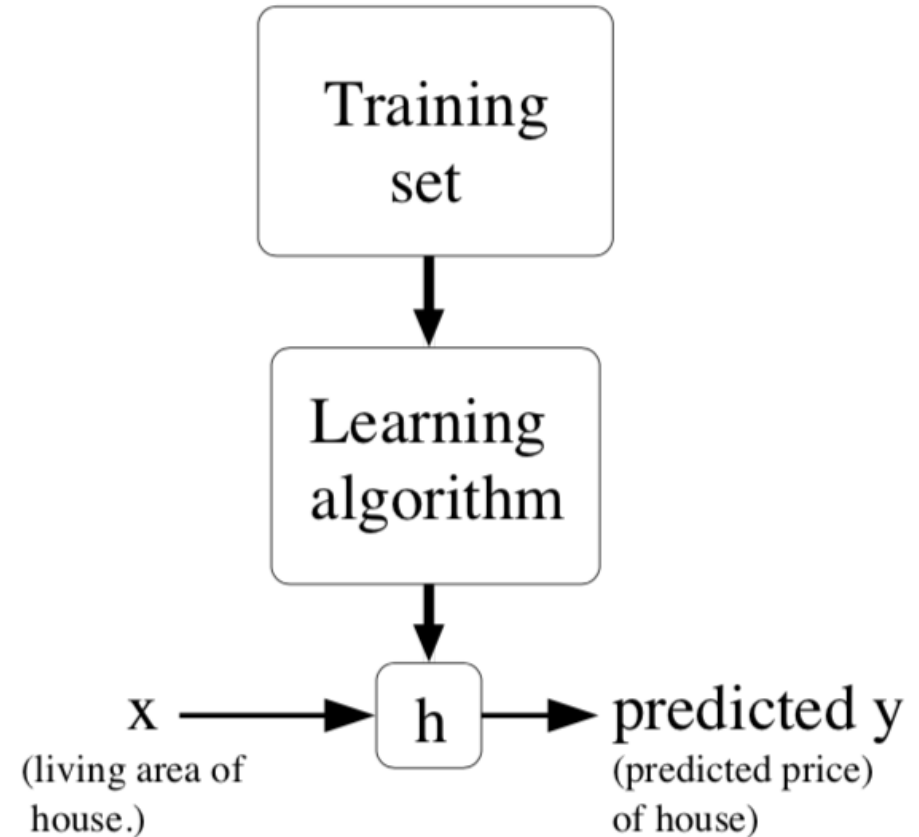 Training
set
Learning
algorithm
x
h
predicted y
(living area of
house.)
(predicted price)
of house)